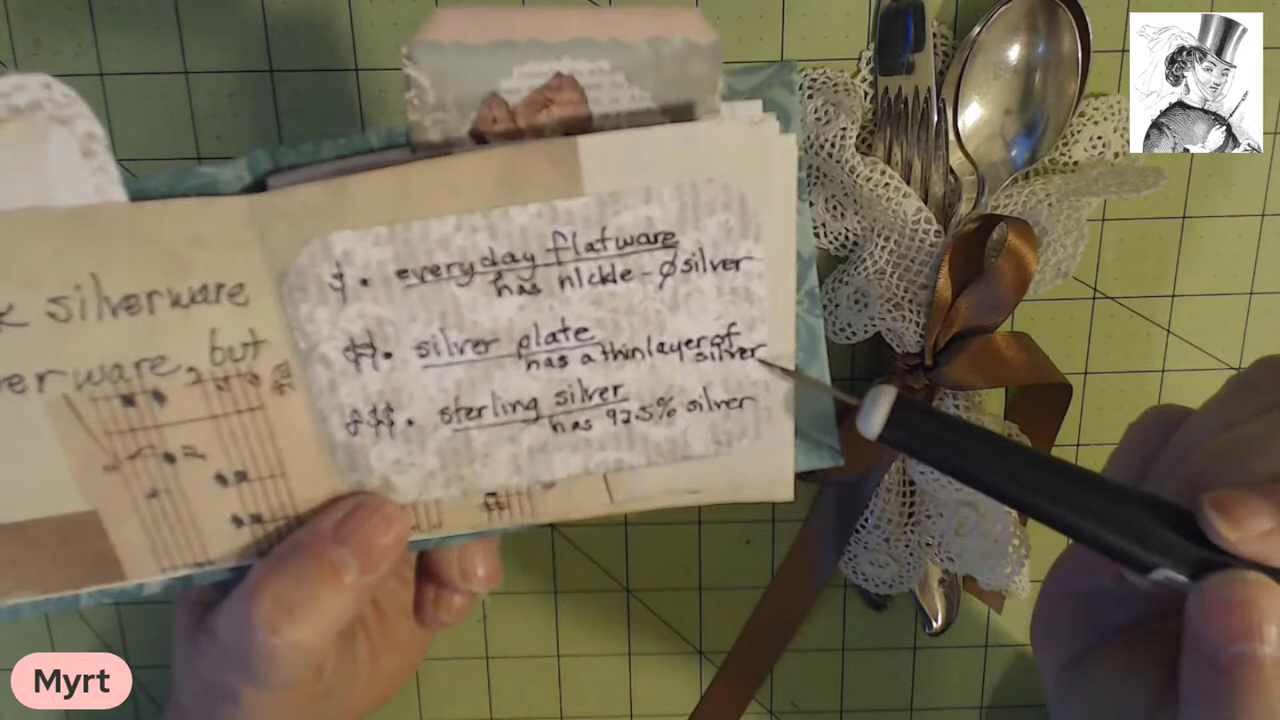 silverware
erware, but
$. everyday flatware
has nickle - ∅ silver
$$. silver plate
has a thin layer of
silver
$$$. sterling silver
has 92.5% silver
Myrt